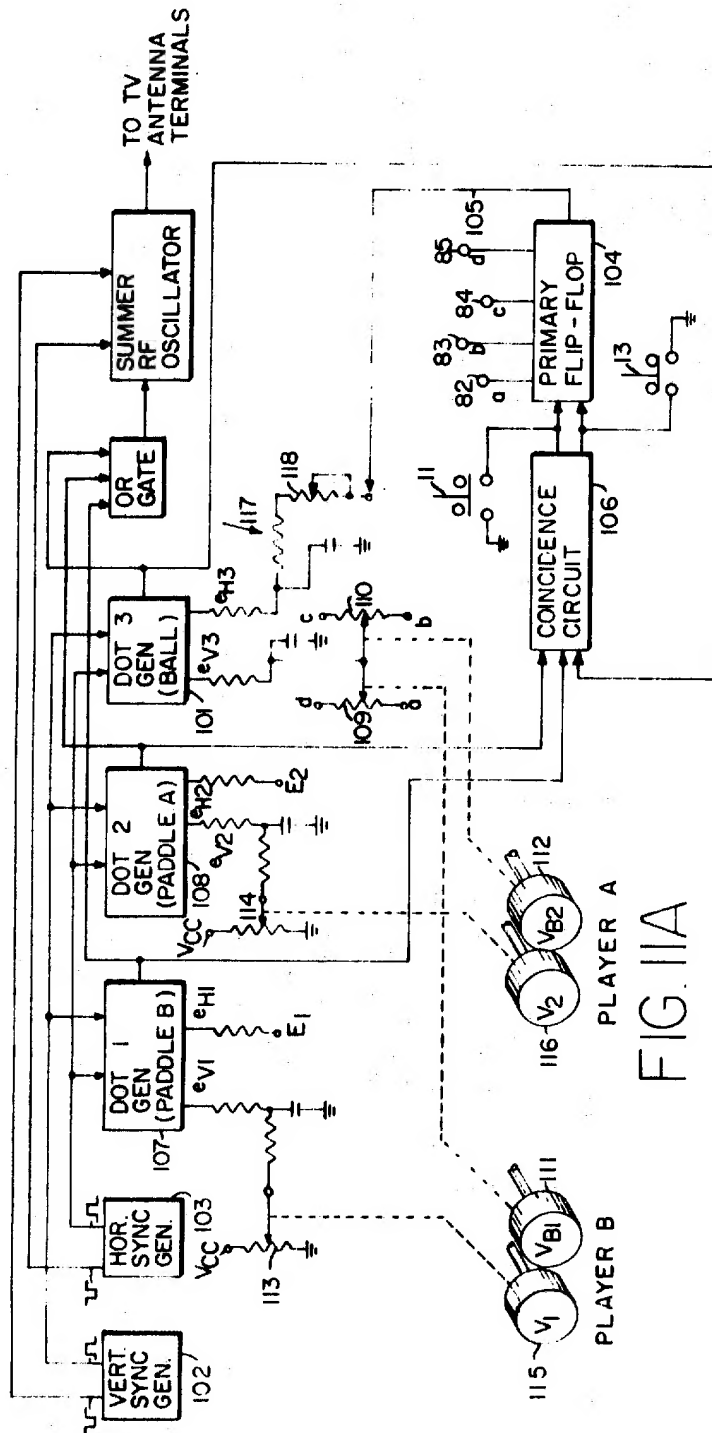 TO TV
ANTENNA
TERMINALS
SUMMER
RF
OSCILLATOR
OR
GATE
DOT 3
GEN
(BALL)
101
eV3
eH3
117
118
105
DOT 2
GEN
(PADDLE A)
108
eV2
eH2
E2
VCC
114
DOT 1
GEN
(PADDLE B)
107
eV1
eH1
E1
VCC
113
HOR.
SYNC
GEN.
103
VERT.
SYNC
GEN.
102
d
109
a
c
110
b
82
a
83
b
84
c
85
d
PRIMARY
FLIP-FLOP
104
11
13
COINCIDENCE
CIRCUIT
106
V2
VB2
116
112
PLAYER A
V1
VB1
115
111
PLAYER B
FIG. 11A